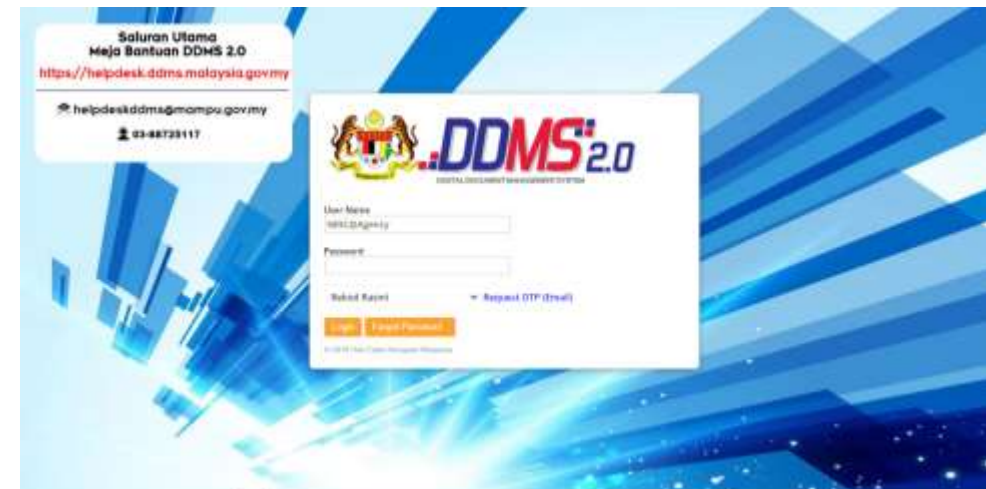 Saluran Utama
Meja Bantuan DDMS 2.0
https://helpdesk.ddms.malaysia.gov.my
helpdeskddms@mampu.gov.my
03-88725117
DDMS 2.0
DIGITAL DOCUMENT MANAGEMENT SYSTEM
User Name
Password
Rekod Rasmi
Request OTP (Email)
Login
Forgot Password